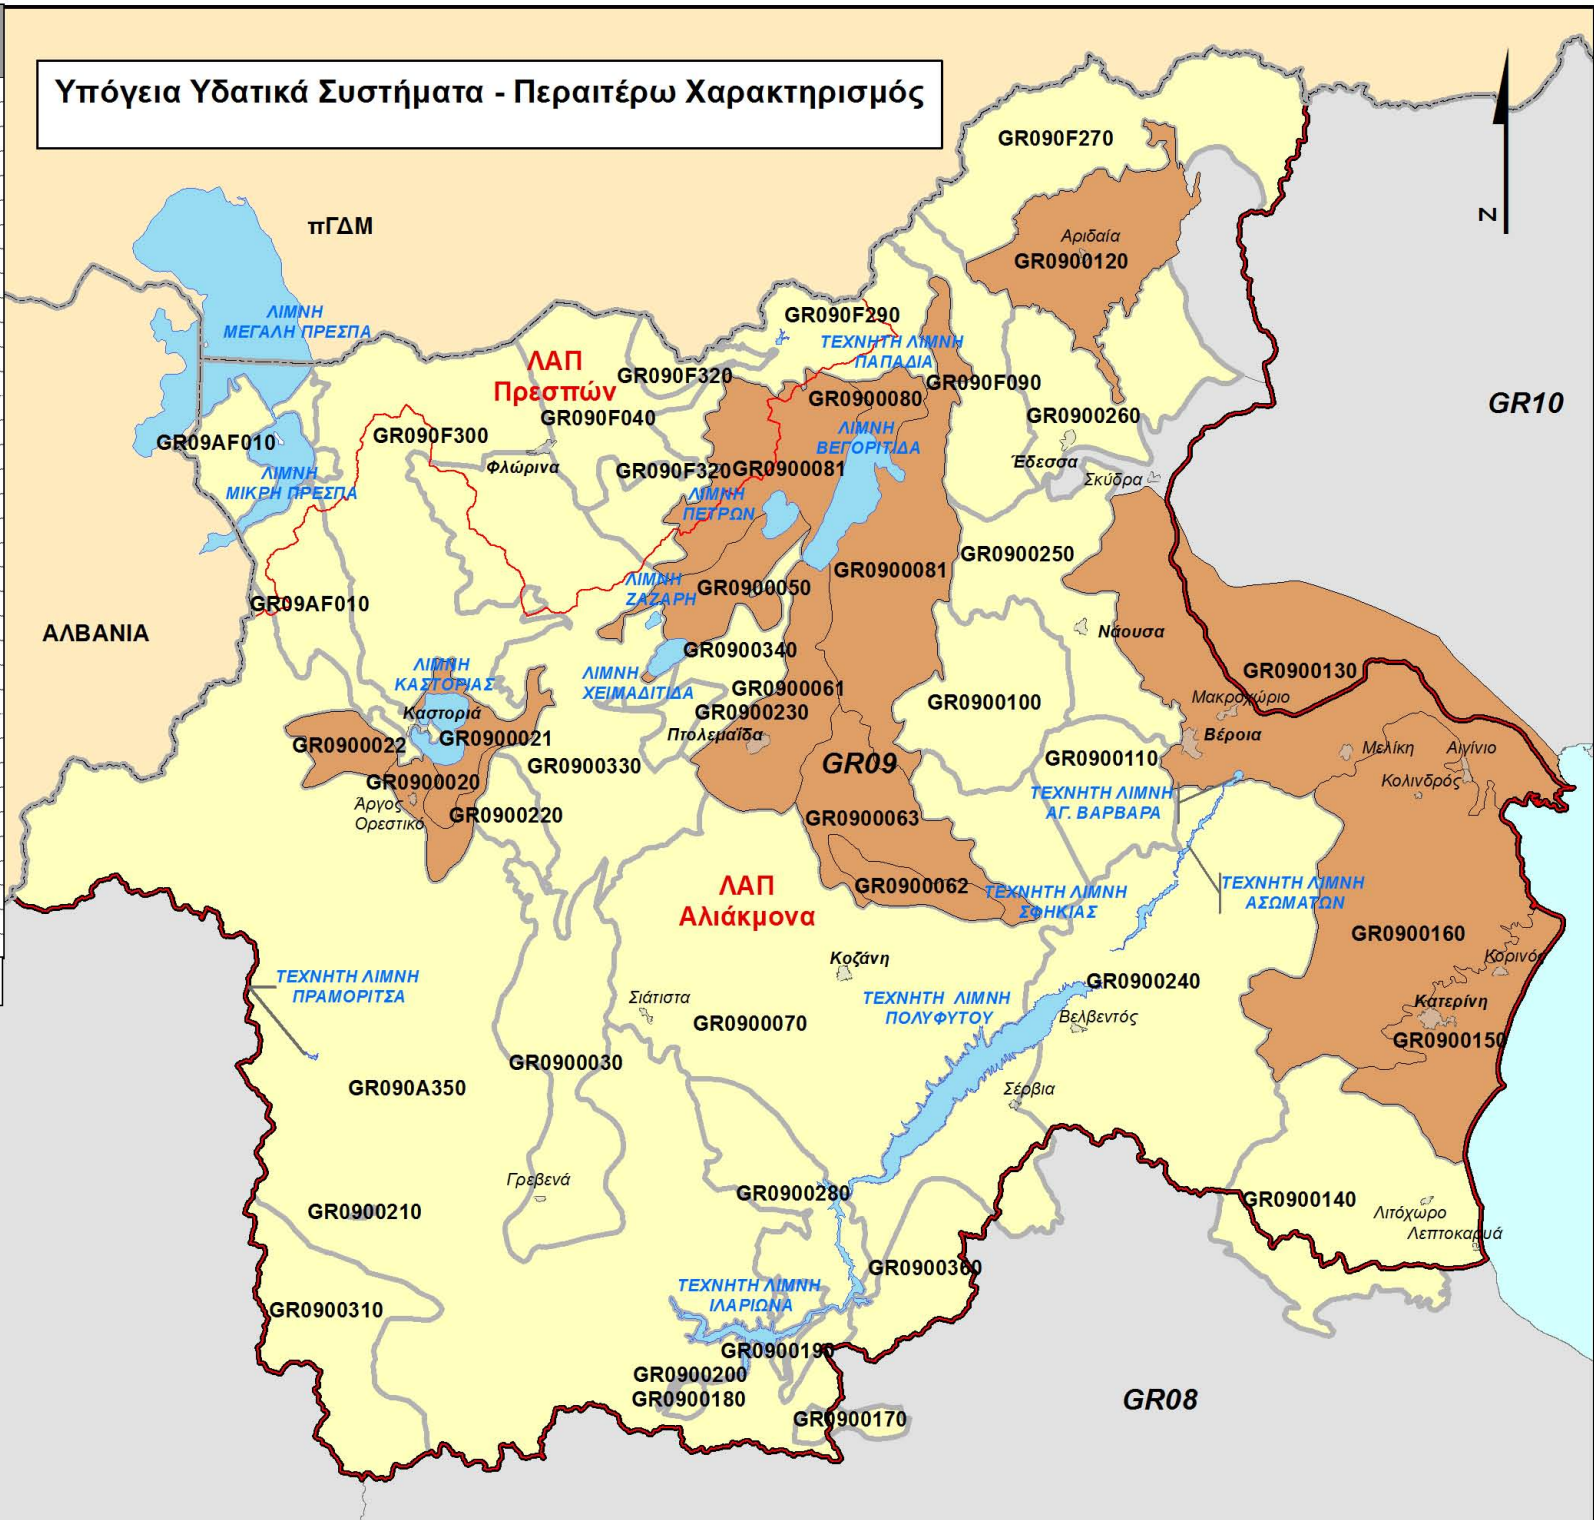 Υπόγεια Υδατικά Συστήματα - Περαιτέρω Χαρακτηρισμός
GR090F270
Z
πΓΔΜ
Αριδαία
GR0900120
ΛΙΜΝΗ
ΜΕΓΑΛΗ ΠΡΕΣΠΑ
GR090F290
ΤΕΧΝΗΤΗ ΛΙΜΝΗ
ΠΑΠΑΔΙΑ
ΛΑΠ
Πρεσπών
GR090F320
GR090F090
GR0900080
GR10
GR090F040
GR0900260
GR09AF010
GR090F300
ΛΙΜΝΗ
ΒΕΓΟΡΙΤΙΔΑ
Φλώρινα
Έδεσσα
GR090F320
GR0900081
Σκύδρα
ΛΙΜΝΗ
ΜΙΚΡΗ ΠΡΕΣΠΑ
ΛΙΜΝΗ
ΠΕΤΡΩΝ
GR0900250
GR0900081
ΛΙΜΝΗ
ΖΑΖΑΡΗ
GR0900050
GR09AF010
ΑΛΒΑΝΙΑ
Νάουσα
GR0900340
ΛΙΜΝΗ
ΚΑΣΤΟΡΙΑΣ
ΛΙΜΝΗ
ΧΕΙΜΑΔΙΤΙΔΑ
GR0900130
GR0900061
Μακροχώριο
GR0900100
Καστοριά
GR0900230
Πτολεμαΐδα
Βέροια
GR0900022
GR0900021
Μελίκη
Αιγίνιο
GR0900330
GR09
GR0900110
GR0900020
Κολινδρός
ΤΕΧΝΗΤΗ ΛΙΜΝΗ
ΑΓ. ΒΑΡΒΑΡΑ
Άργος
Ορεστικό
GR0900220
GR0900063
ΛΑΠ
Αλιάκμονα
GR0900062
ΤΕΧΝΗΤΗ ΛΙΜΝΗ
ΣΦΗΚΙΑΣ
ΤΕΧΝΗΤΗ ΛΙΜΝΗ
ΑΣΩΜΑΤΩΝ
GR0900160
Κορινός
Κοζάνη
ΤΕΧΝΗΤΗ ΛΙΜΝΗ
ΠΡΑΜΟΡΙΤΣΑ
GR0900240
Σιάτιστα
ΤΕΧΝΗΤΗ ΛΙΜΝΗ
ΠΟΛΥΦΥΤΟΥ
Κατερίνη
Βελβεντός
GR0900070
GR0900150
GR0900030
GR090A350
Σέρβια
Γρεβενά
GR0900280
GR0900140
GR0900210
Λιτόχωρο
Λεπτοκαρυά
GR0900360
ΤΕΧΝΗΤΗ ΛΙΜΝΗ
ΙΛΑΡΙΩΝΑ
GR0900310
GR0900190
GR0900200
GR0900180
GR08
GR0900170